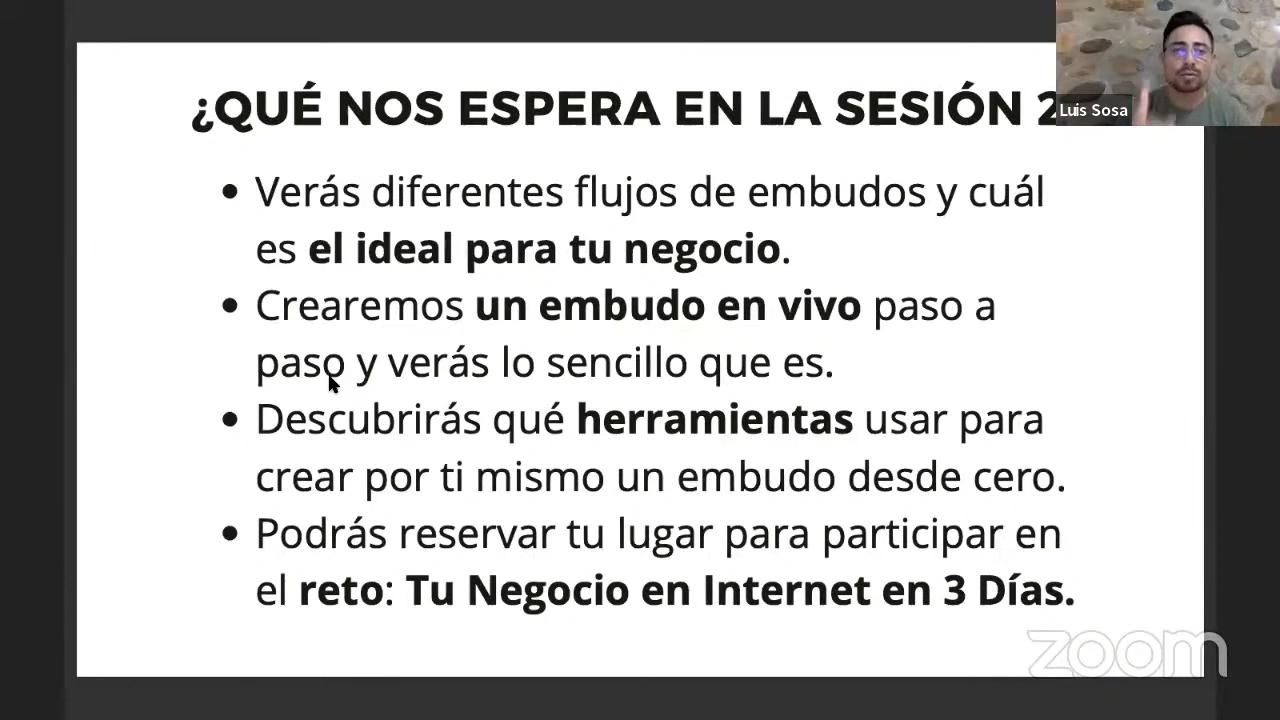 ¿QUÉ NOS ESPERA EN LA SESIÓN 2
Luis Sosa
• Verás diferentes flujos de embudos y cuál
es el ideal para tu negocio.
• Crearemos un embudo en vivo paso a
paso y verás lo sencillo que es.
• Descubrirás qué herramientas usar para
crear por ti mismo un embudo desde cero.
• Podrás reservar tu lugar para participar en
el reto: Tu Negocio en Internet en 3 Días.
zoom